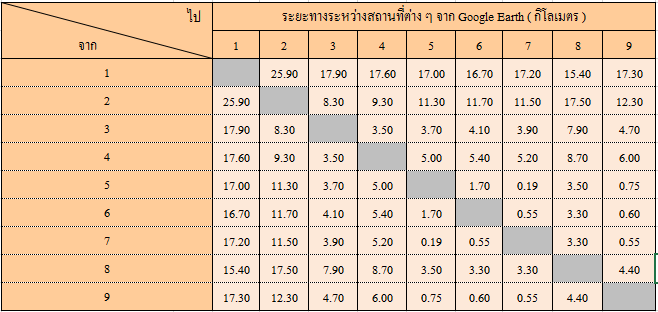 ไป
ระยะทางระหว่างสถานที่ต่าง ๆ จาก Google Earth ( กิโลเมตร )
จาก
1 2 3 4 5 6 7 8 9
1 25.90 17.90 17.60 17.00 16.70 17.20 15.40 17.30
2 25.90 8.30 9.30 11.30 11.70 11.50 17.50 12.30
3 17.90 8.30 3.50 3.70 4.10 3.90 7.90 4.70
4 17.60 9.30 3.50 5.00 5.40 5.20 8.70 6.00
5 17.00 11.30 3.70 5.00 1.70 0.19 3.50 0.75
6 16.70 11.70 4.10 5.40 1.70 0.55 3.30 0.60
7 17.20 11.50 3.90 5.20 0.19 0.55 3.30 0.55
8 15.40 17.50 7.90 8.70 3.50 3.30 3.30 4.40
9 17.30 12.30 4.70 6.00 0.75 0.60 0.55 4.40